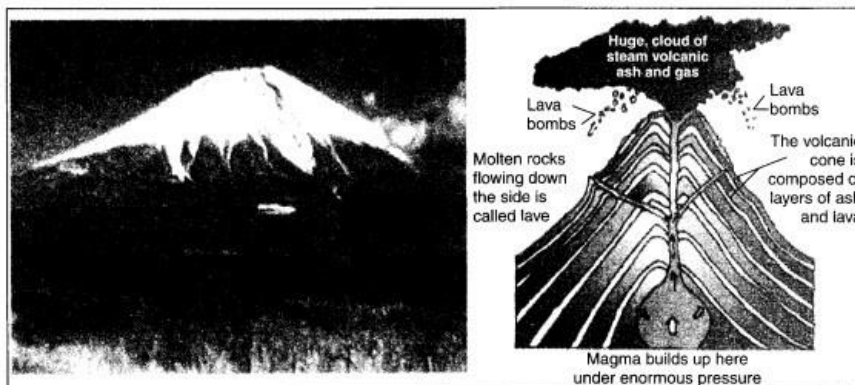 Huge, cloud of
steam volcanic
ash and gas
Lava
bombs
Lava
bombs
Molten rocks
flowing down
the side is
called lave
The volcanic
cone is
composed of
layers of ash
and lava
Magma builds up here
under enormous pressure